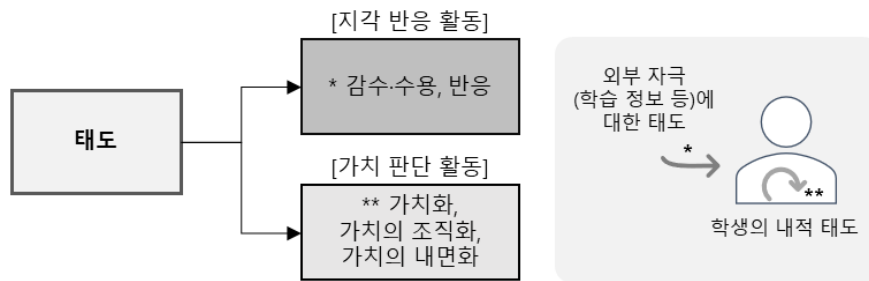 [지각 반응 활동]
* 감수·수용, 반응
태도
[가치 판단 활동]
** 가치화,
가치의 조직화,
가치의 내면화
외부 자극
(학습 정보 등)에
대한 태도
*
**
학생의 내적 태도